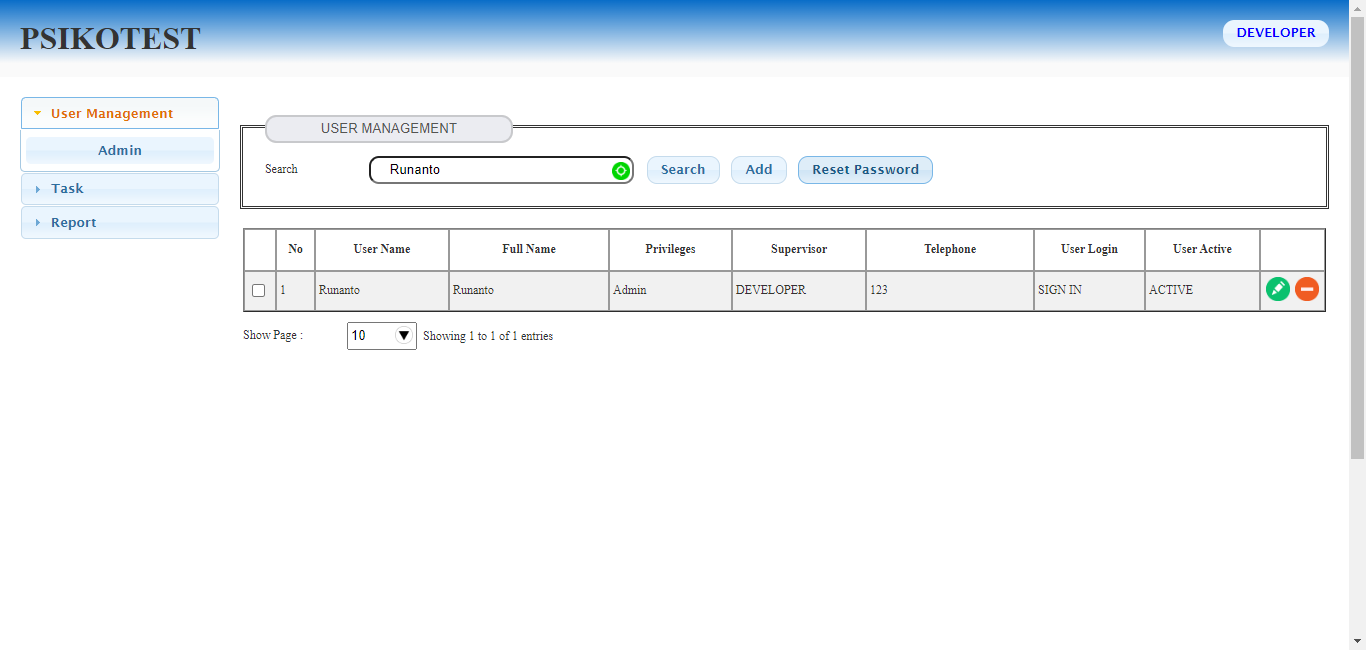 PSIKOTEST
DEVELOPER
User Management
Admin
Task
Report
USER MANAGEMENT
Search Runanto Search Add Reset Password
No User Name Full Name Privileges Supervisor Telephone User Login User Active
1 Runanto Runanto Admin DEVELOPER 123 SIGN IN ACTIVE
Show Page : 10 Showing 1 to 1 of 1 entries